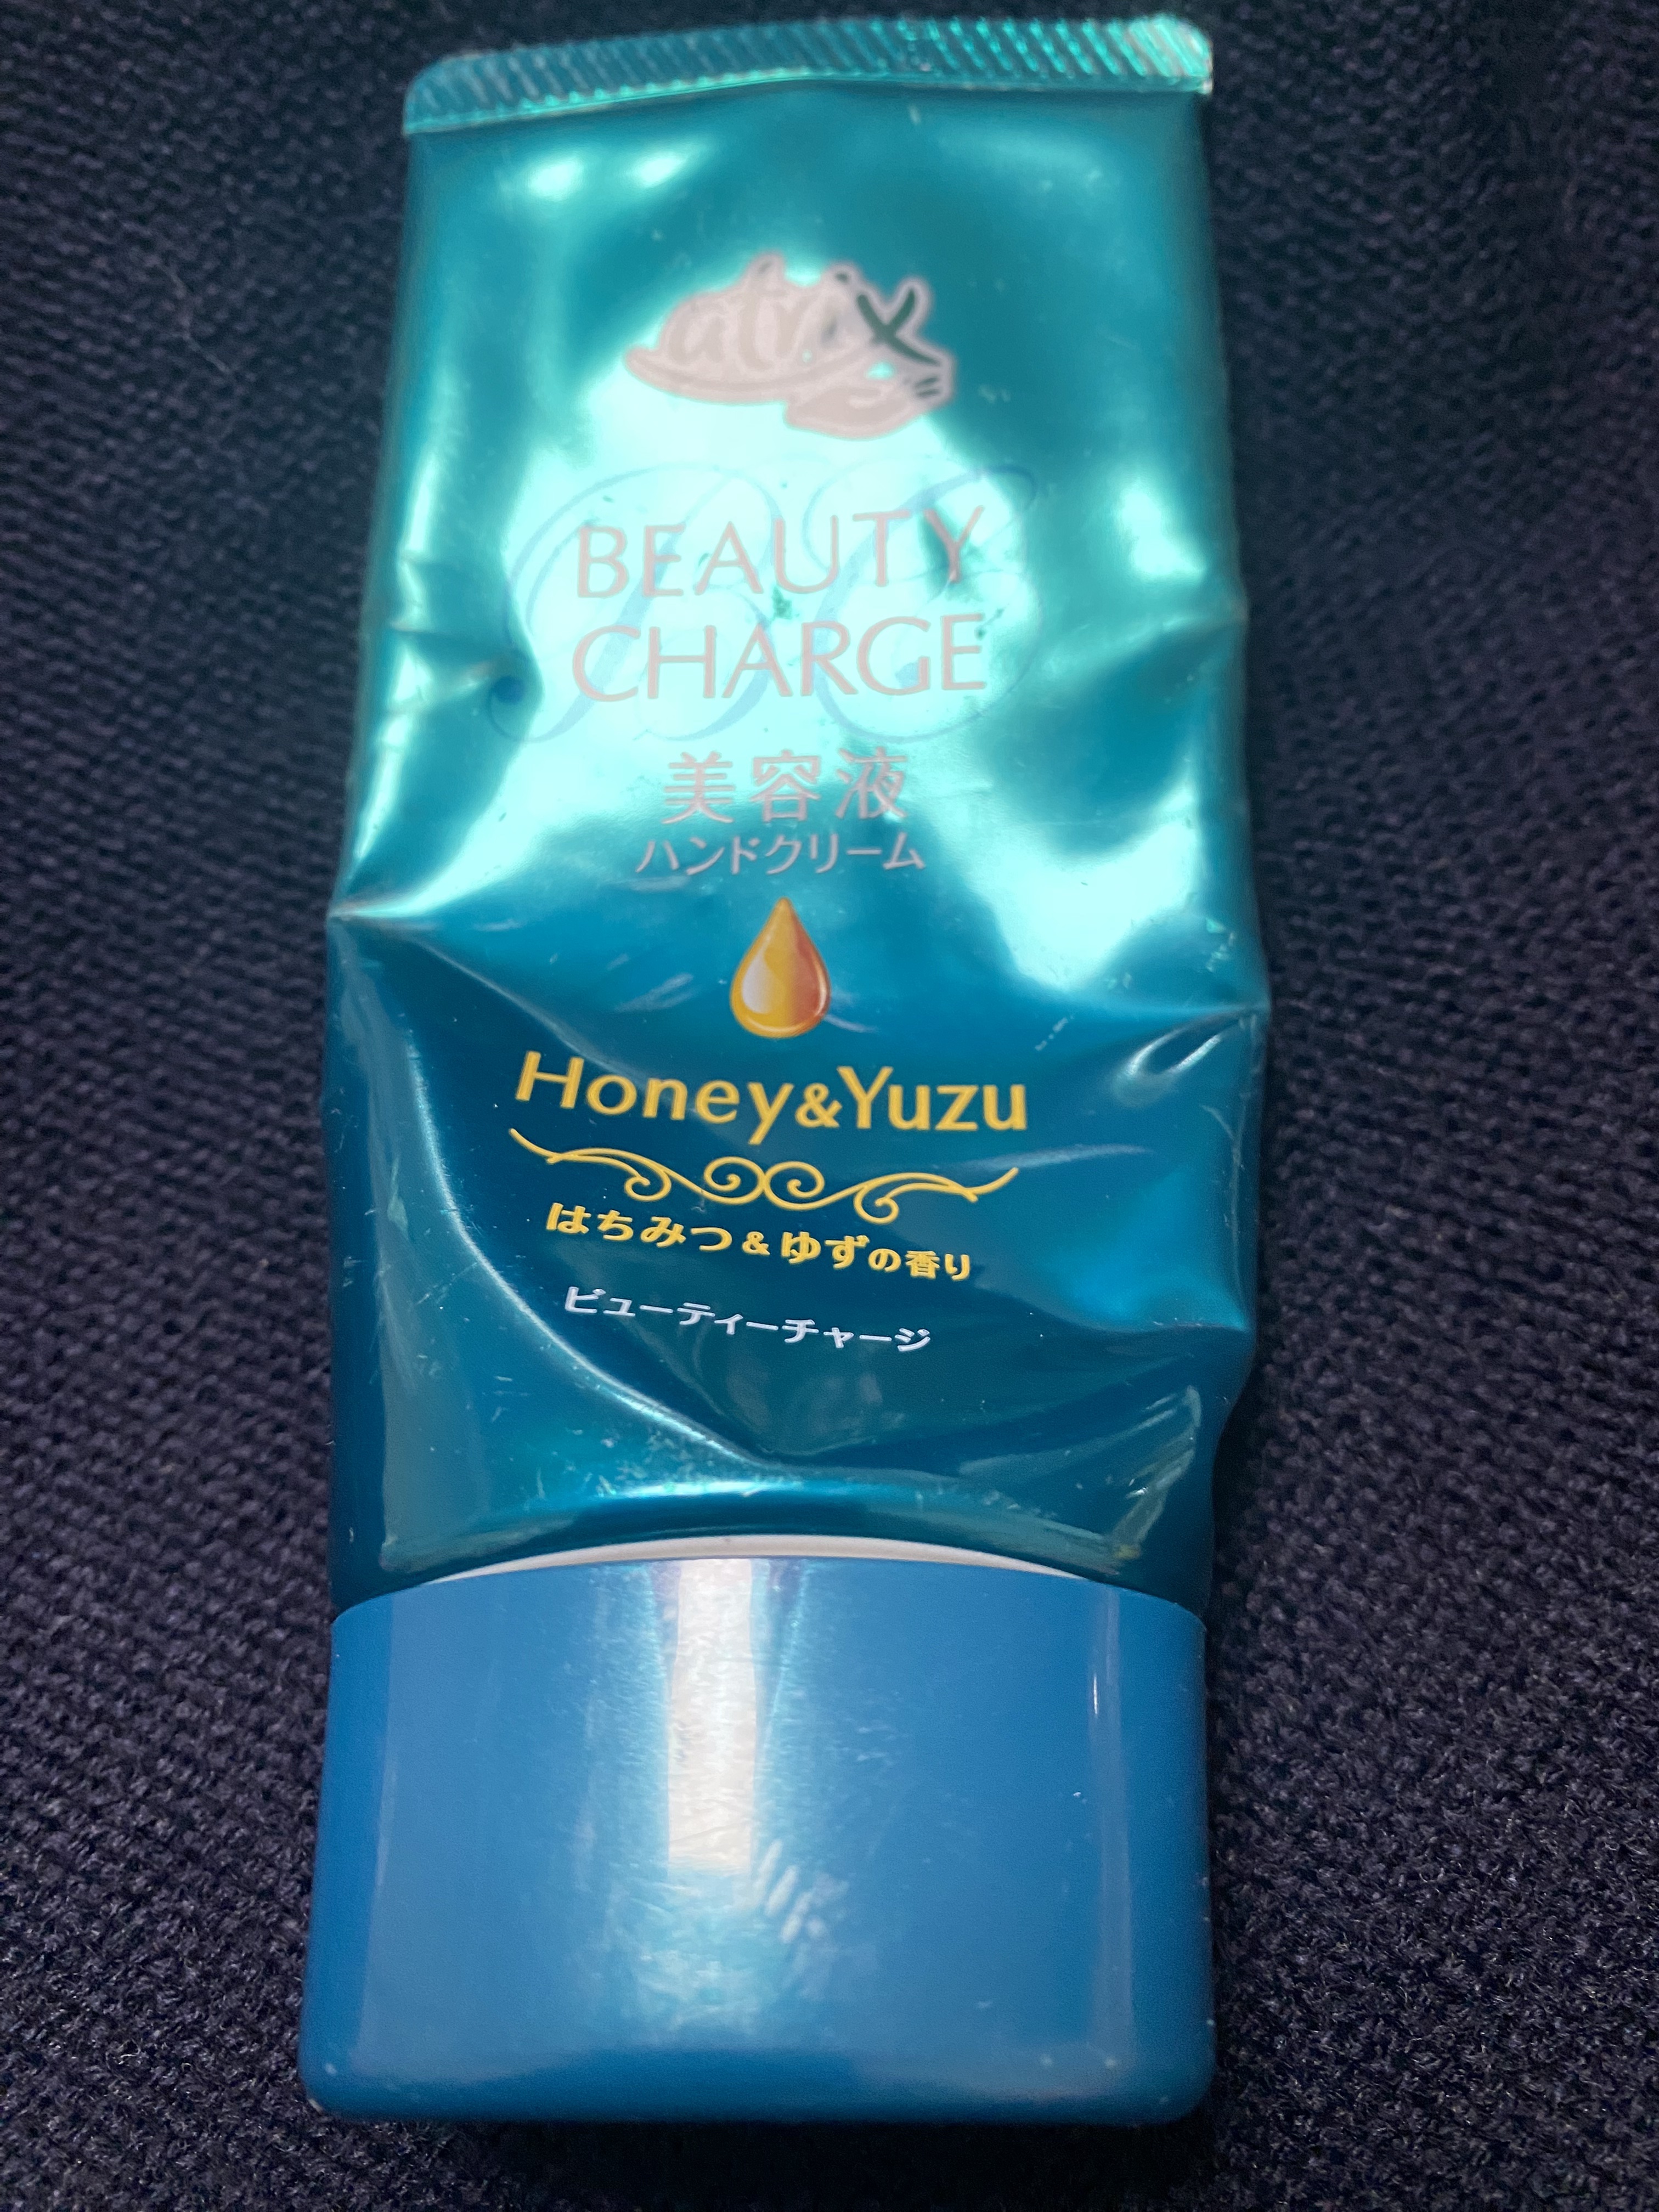 atrix
BEAUTY
CHARGE
美容液
ハンドクリーム
Honey&Yuzu
はちみつ&ゆずの香り
ビューティーチャージ